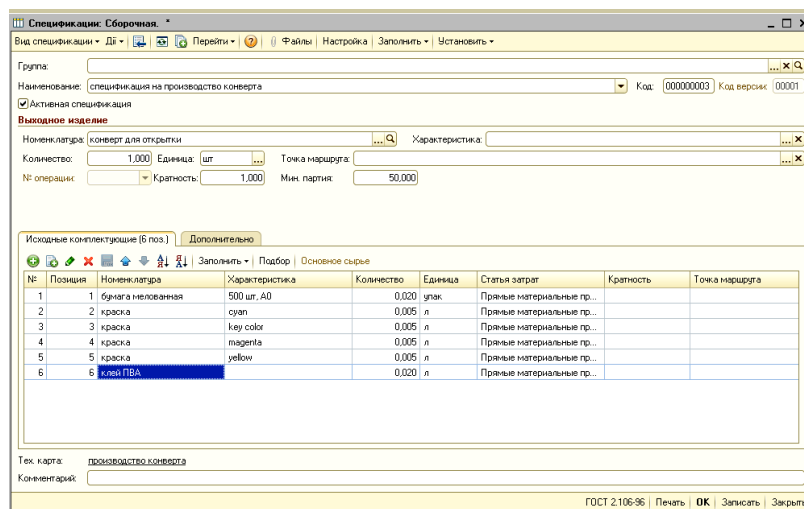 Спецификации: Сборочная. *
Вид спецификации Дії Перейти Файлы Настройка Заполнить Установить
Группа:
Наименование: спецификация на производство конверта Код: 000000003 Код версии: 00001
Активная спецификация
Выходное изделие
Номенклатура: конверт для открытки Характеристика:
Количество: 1,000 Единица: шт Точка маршрута:
№ операции: Кратность: 1,000 Мин. партия: 50,000
Исходные комплектующие (6 поз.) Дополнительно
Заполнить Подбор Основное сырье
№ Позиция Номенклатура Характеристика Количество Единица Статья затрат Кратность Точка маршрута
1 1 бумага мелованная 500 шт, А0 0,020 упак Прямые материальные пр...
2 2 краска cyan 0,005 л Прямые материальные пр...
3 3 краска key color 0,005 л Прямые материальные пр...
4 4 краска magenta 0,005 л Прямые материальные пр...
5 5 краска yellow 0,005 л Прямые материальные пр...
6 6 клей ПВА 0,020 л Прямые материальные пр...
Тех. карта: производство конверта
Комментарий:
ГОСТ 2.106-96 Печать ОК Записать Закрыть